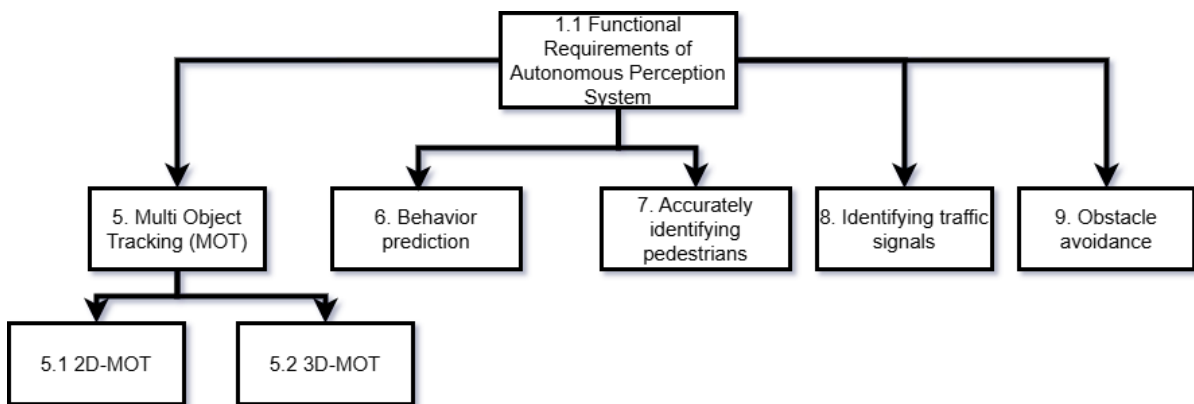 1.1 Functional
Requirements of
Autonomous Perception
System
5. Multi Object
Tracking (MOT)
6. Behavior
prediction
7. Accurately
identifying
pedestrians
8. Identifying traffic
signals
9. Obstacle
avoidance
5.1 2D-MOT
5.2 3D-MOT